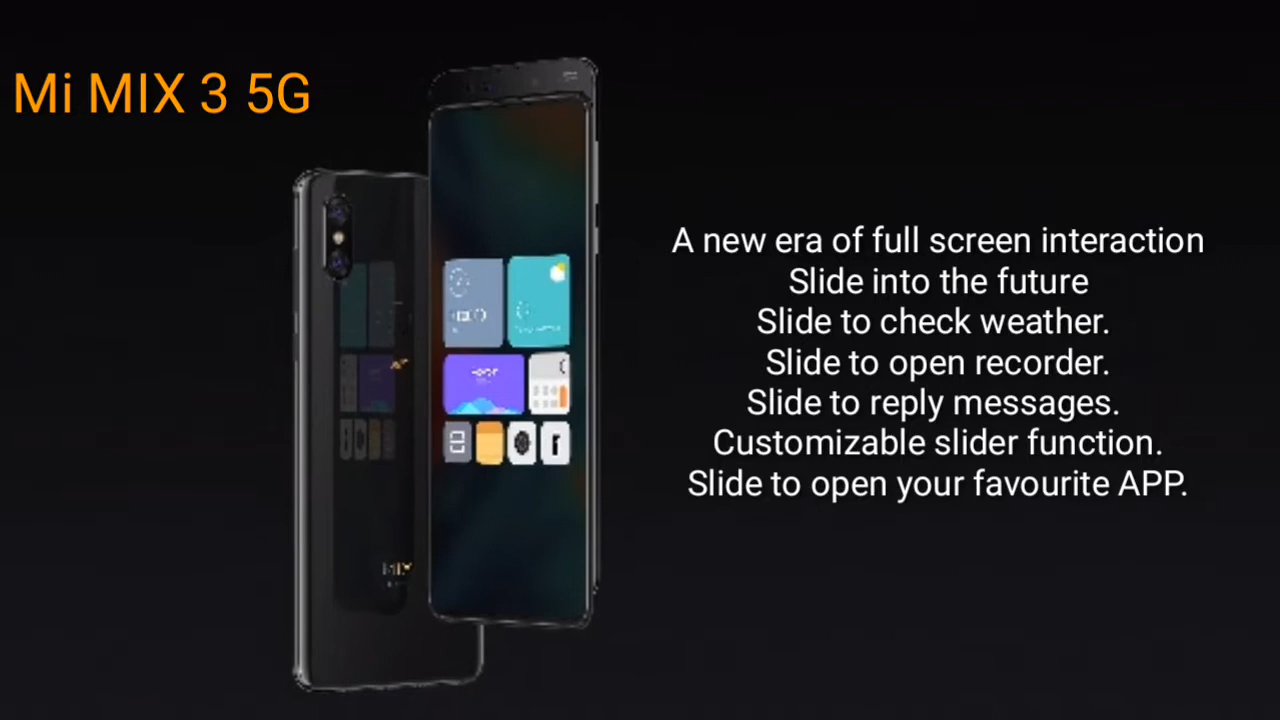 Mi MIX 3 5G
A new era of full screen interaction
Slide into the future
Slide to check weather.
Slide to open recorder.
Slide to reply messages.
Customizable slider function.
Slide to open your favourite APP.
MIX